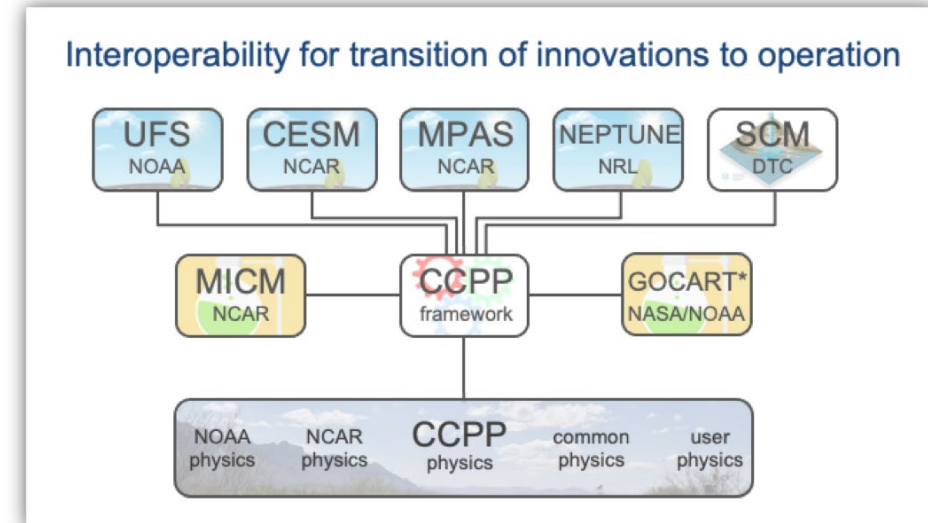 Interoperability for transition of innovations to operation
UFS
NOAA
CESM
NCAR
MPAS
NCAR
NEPTUNE
NRL
SCM
DTC
MICM
NCAR
CCPP
framework
GOCART*
NASA/NOAA
NOAA
physics
NCAR
physics
CCPP
physics
common
physics
user
physics